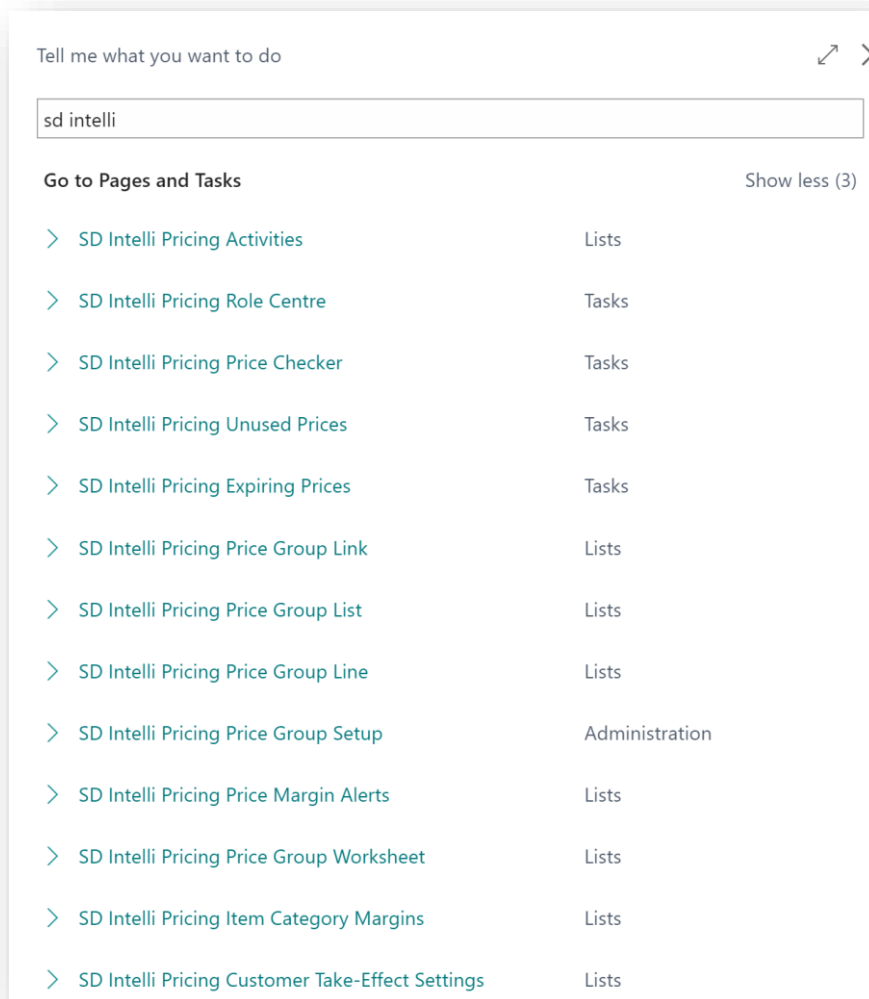 Tell me what you want to do
sd intelli
Go to Pages and Tasks Show less (3)
SD Intelli Pricing Activities Lists
SD Intelli Pricing Role Centre Tasks
SD Intelli Pricing Price Checker Tasks
SD Intelli Pricing Unused Prices Tasks
SD Intelli Pricing Expiring Prices Tasks
SD Intelli Pricing Price Group Link Lists
SD Intelli Pricing Price Group List Lists
SD Intelli Pricing Price Group Line Lists
SD Intelli Pricing Price Group Setup Administration
SD Intelli Pricing Price Margin Alerts Lists
SD Intelli Pricing Price Group Worksheet Lists
SD Intelli Pricing Item Category Margins Lists
SD Intelli Pricing Customer Take-Effect Settings Lists